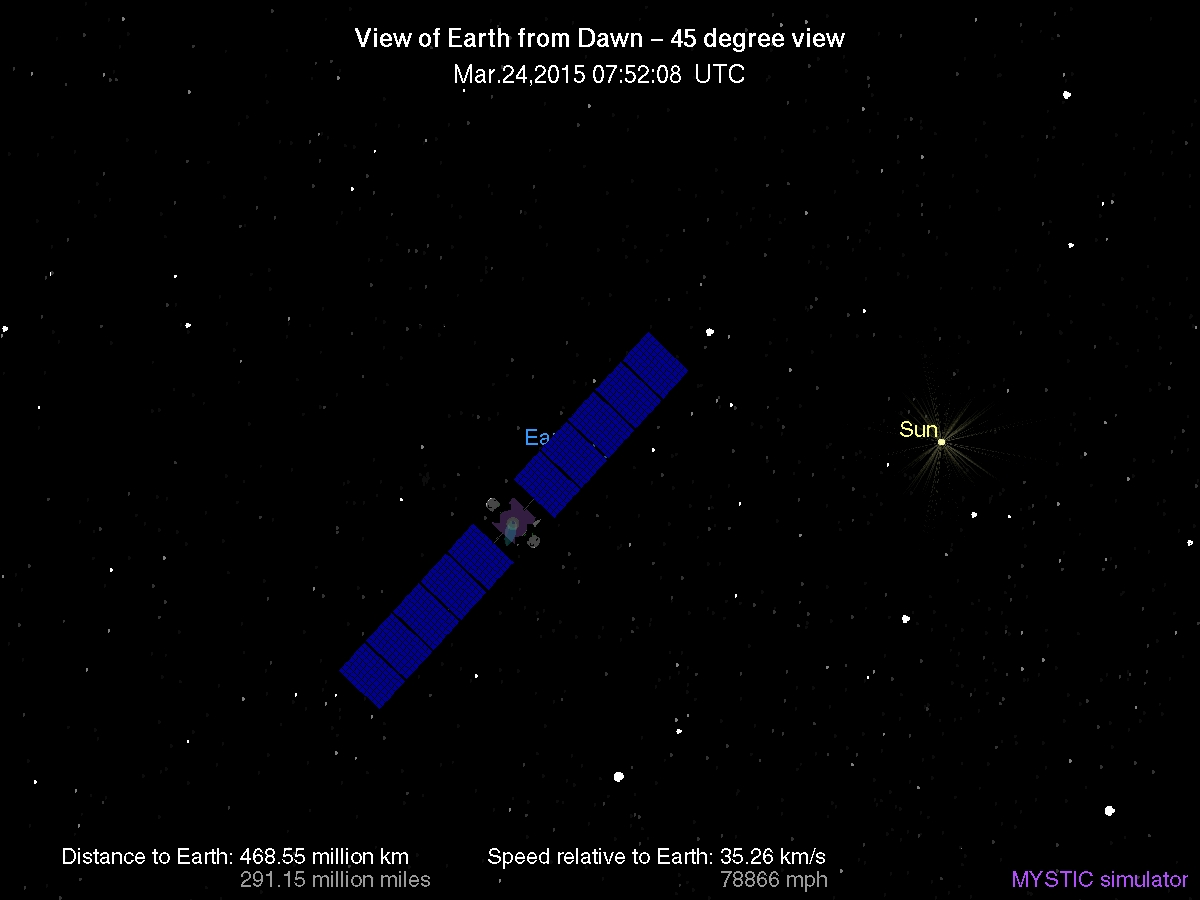 View of Earth from Dawn – 45 degree view
Mar.24,2015 07:52:08 UTC
Sun
Distance to Earth: 468.55 million km
291.15 million miles
Speed relative to Earth: 35.26 km/s
78866 mph
MYSTIC simulator